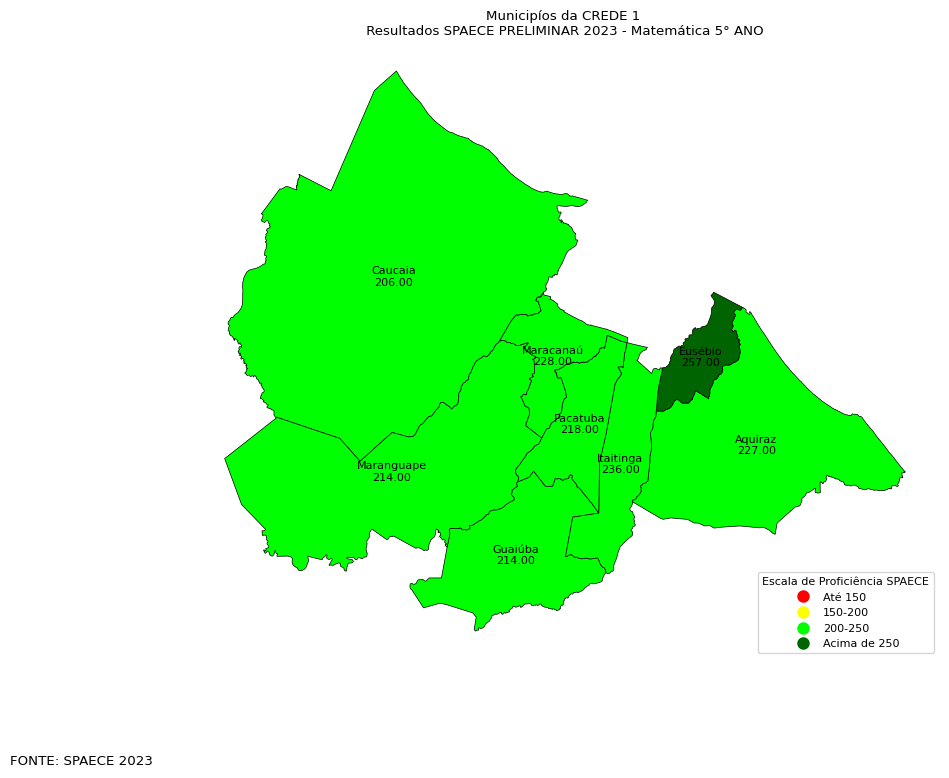 Municipíos da CREDE 1
Resultados SPAECE PRELIMINAR 2023 - Matemática 5° ANO
Caucaia
206.00
Maracanaú
228.00
Eusébio
257.00
Pacatuba
218.00
Aquiraz
227.00
Itaitinga
236.00
Maranguape
214.00
Guaiúba
214.00
Escala de Proficiência SPAECE
Até 150
150-200
200-250
Acima de 250
FONTE: SPAECE 2023